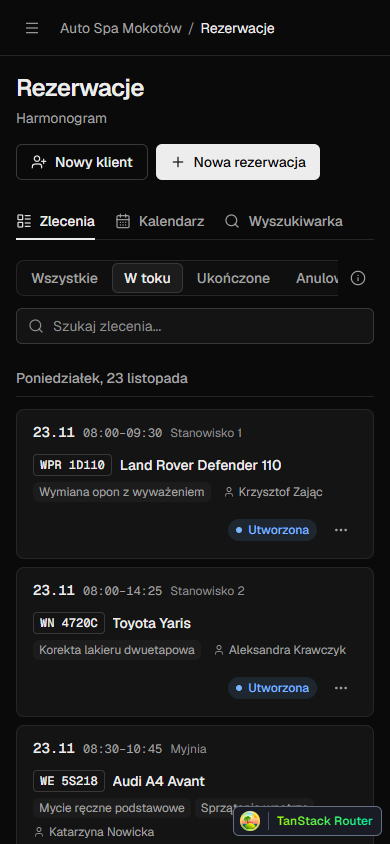 Auto Spa Mokotów / Rezerwacje
Rezerwacje
Harmonogram
Nowy klient
Nowa rezerwacja
Zlecenia Kalendarz Wyszukiwarka
Wszystkie W toku Ukończone
Szukaj zlecenia...
Poniedziałek, 23 listopada
23.11 08:00–09:30 Stanowisko 1
WPR 1D110 Land Rover Defender 110
Wymiana opon z wyważeniem Krzysztof Zając
Utworzona
23.11 08:00–14:25 Stanowisko 2
WN 4720C Toyota Yaris
Korekta lakieru dwuetapowa Aleksandra Krawczyk
Utworzona
23.11 08:30–10:45 Myjnia
WE 5S218 Audi A4 Avant
Mycie ręczne podstawowe
TanStack Router
Katarzyna Nowicka